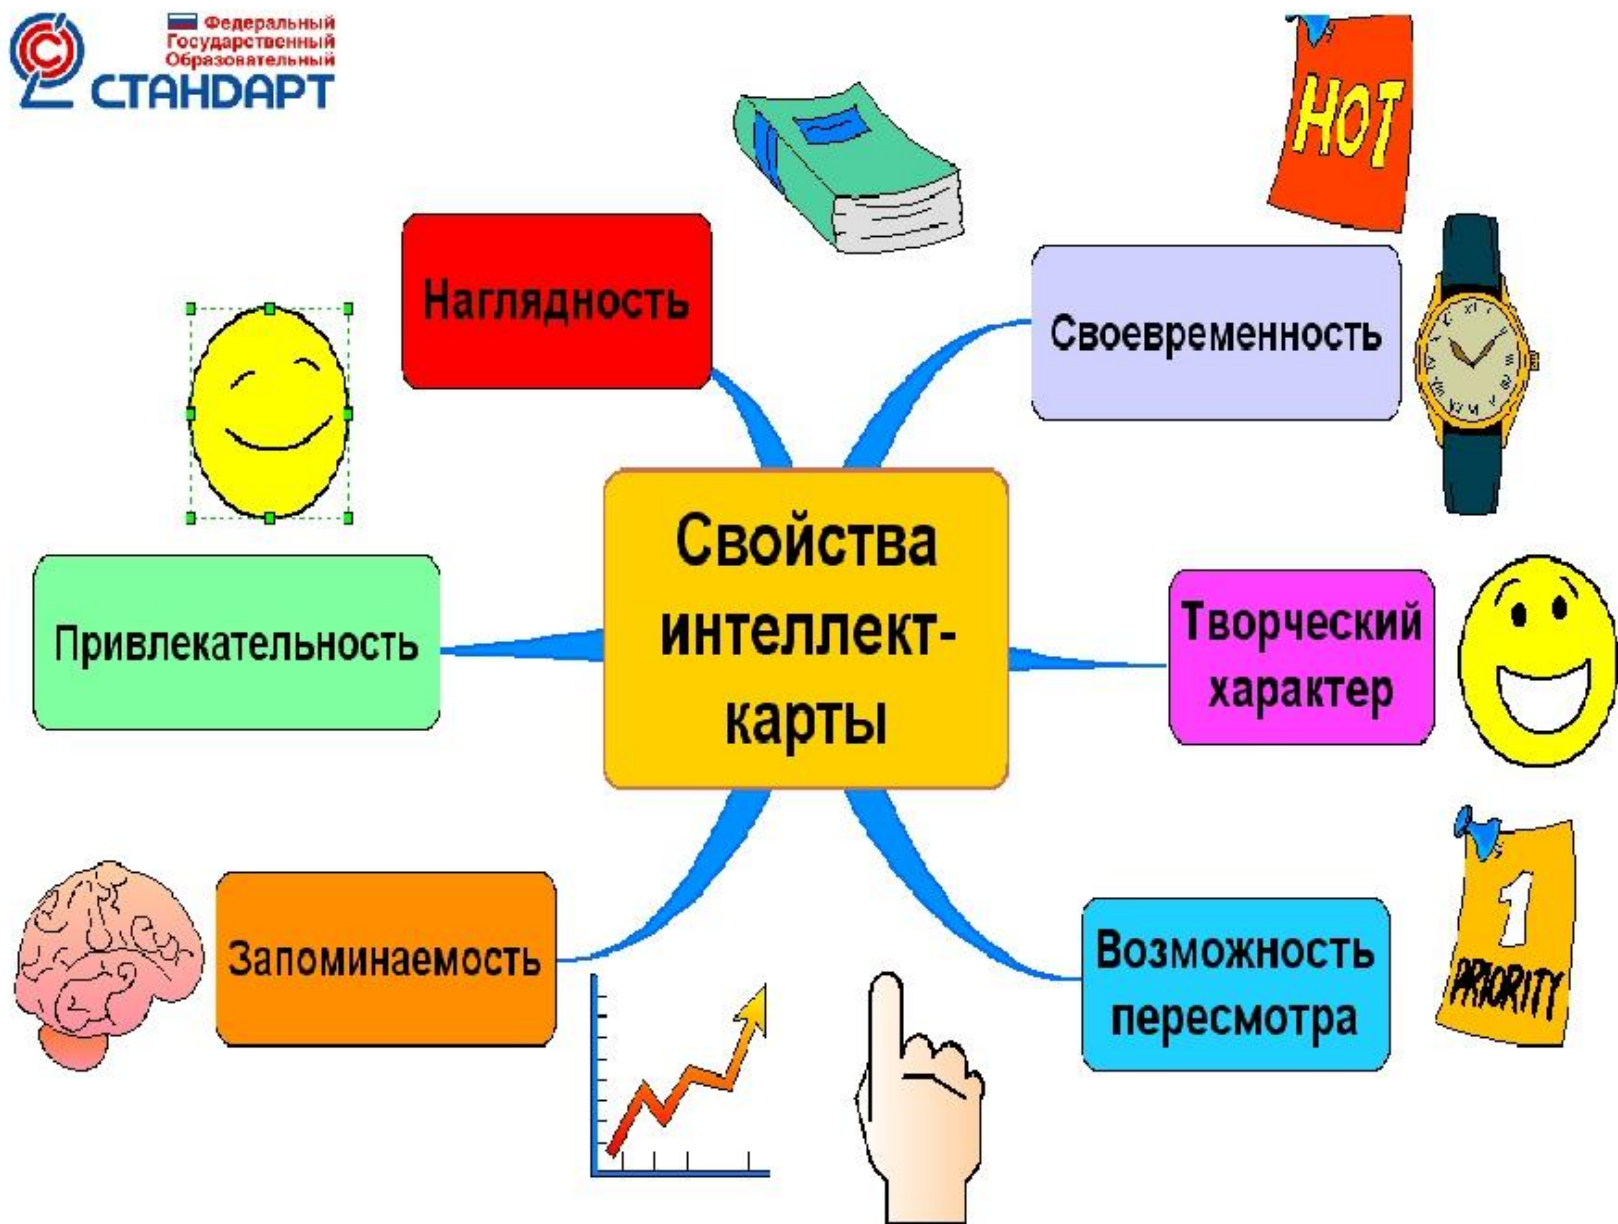 Федеральный
Государственный
Образовательный
СТАНДАРТ
HOT
Наглядность
Своевременность
Свойства
интеллект-
карты
Привлекательность
Творческий
характер
Запоминаемость
Возможность
пересмотра
1
PRIORITY